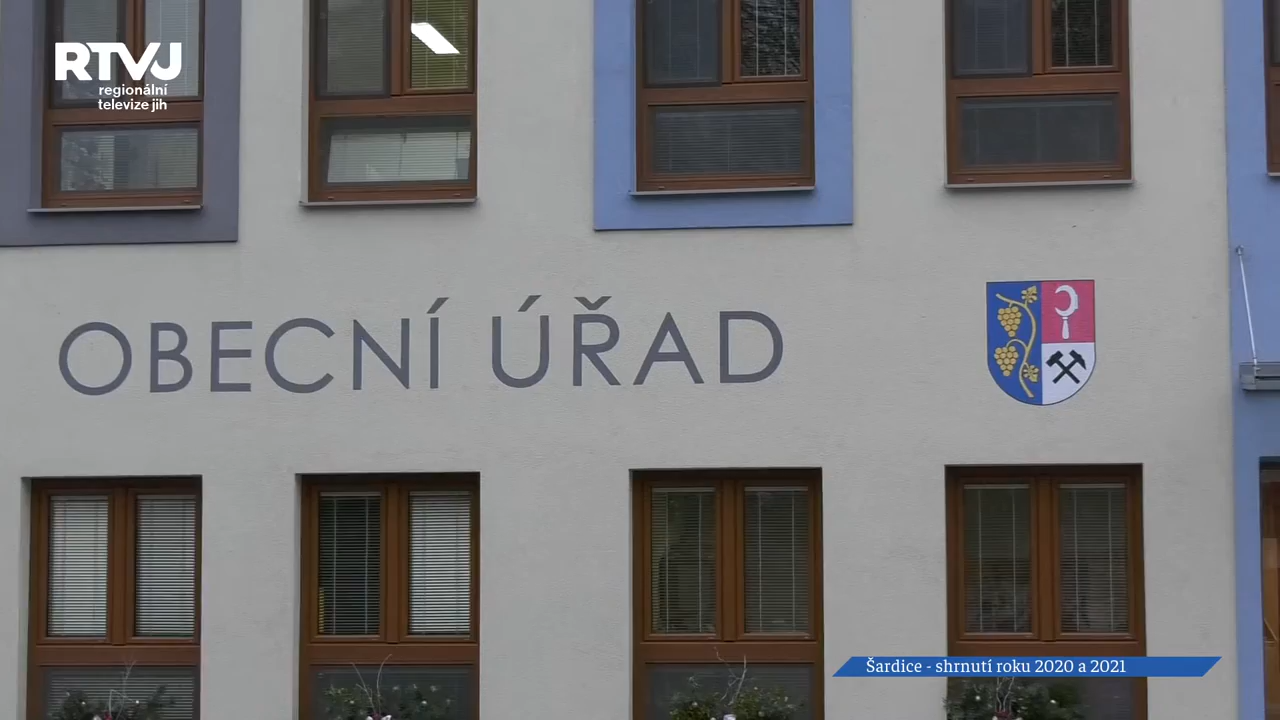 RTVJ
regionální
televize jih
OBECNÍ ÚŘAD
Šardice - shrnutí roku 2020 a 2021